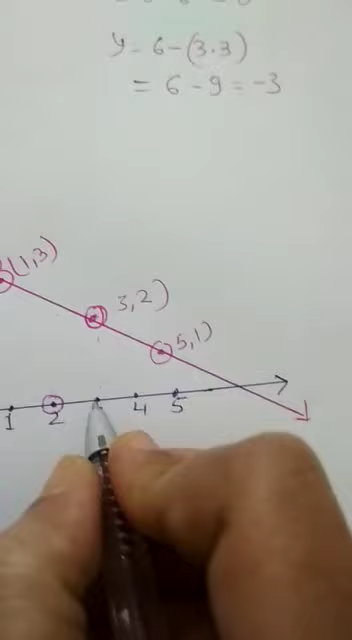 y - 6 - (3.3)
= 6 - 9 = -3
(1,3)
3,2)
5,1)
1 2 4 5